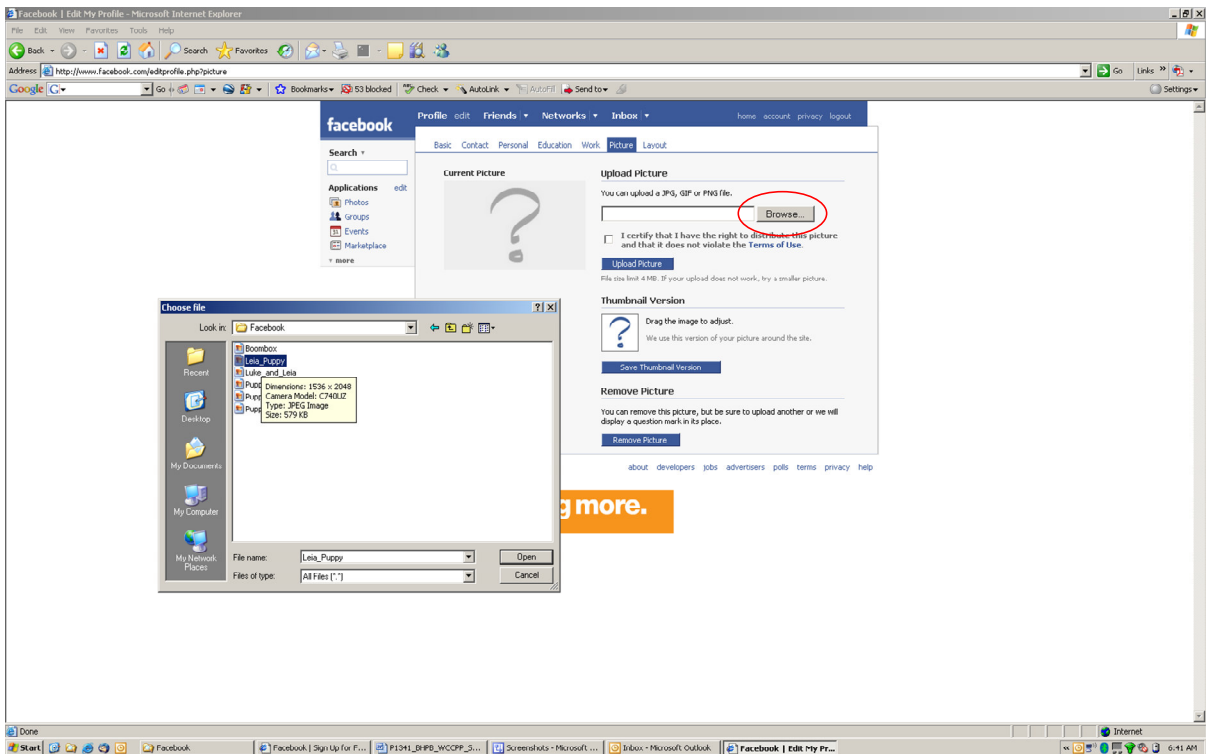 Facebook | Edit My Profile - Microsoft Internet Explorer
File Edit View Favorites Tools Help
Back Search Favorites
Address http://www.facebook.com/editprofile.php?picture Go Links »
Google Go Bookmarks 53 blocked Check AutoLink AutoFill Send to Settings
facebook
Profile edit Friends Networks Inbox home account privacy logout
Search
Applications edit
Photos
Groups
31 Events
Marketplace
more
Basic Contact Personal Education Work Picture Layout
Current Picture
Upload Picture
You can upload a JPG, GIF or PNG file.
Browse...
I certify that I have the right to distribute this picture
and that it does not violate the Terms of Use.
Upload Picture
File size limit 4 MB. If your upload does not work, try a smaller picture.
Thumbnail Version
Drag the image to adjust.
We use this version of your picture around the site.
Save Thumbnail Version
Remove Picture
You can remove this picture, but be sure to upload another or we will
display a question mark in its place.
Remove Picture
about developers jobs advertisers polls terms privacy help
g more.
Choose file
Look in: Facebook
Recent
Desktop
My Documents
My Computer
My Network
Places
Boombox
Leia_Puppy
Luke_and_Leia
Pupp
Pupp
Pupp
Dimensions: 1536 x 2048
Camera Model: C740UZ
Type: JPEG Image
Size: 579 KB
File name: Leia_Puppy Open
Files of type: All Files (*.*) Cancel
Done Internet
Start Facebook Facebook | Sign Up for F... P1341_DHPB_WCCPP_S... Screenshots - Microsoft ... Inbox - Microsoft Outlook Facebook | Edit My Pr... 6:41 AM